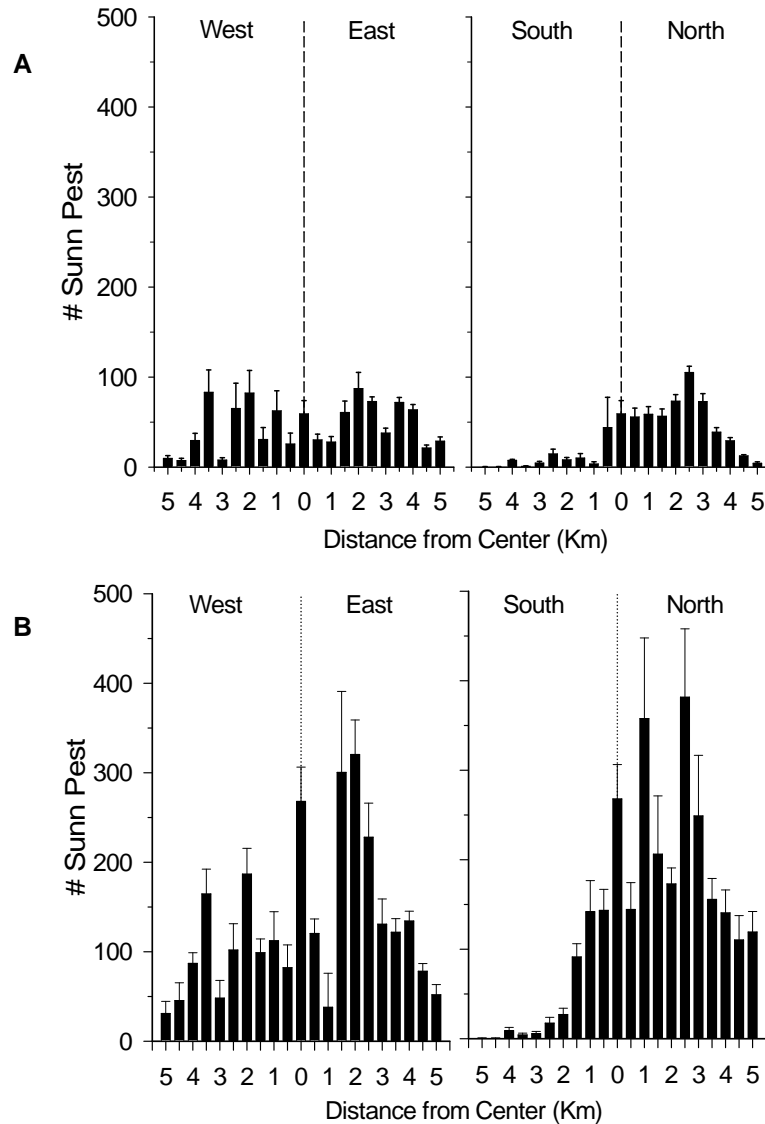 A
500
West
East
South
North
400
300
200
100
0
# Sunn Pest
5 4 3 2 1 0 1 2 3 4 5
5 4 3 2 1 0 1 2 3 4 5
Distance from Center (Km)
B
500
West
East
South
North
400
300
200
100
0
# Sunn Pest
5 4 3 2 1 0 1 2 3 4 5
5 4 3 2 1 0 1 2 3 4 5
Distance from Center (Km)